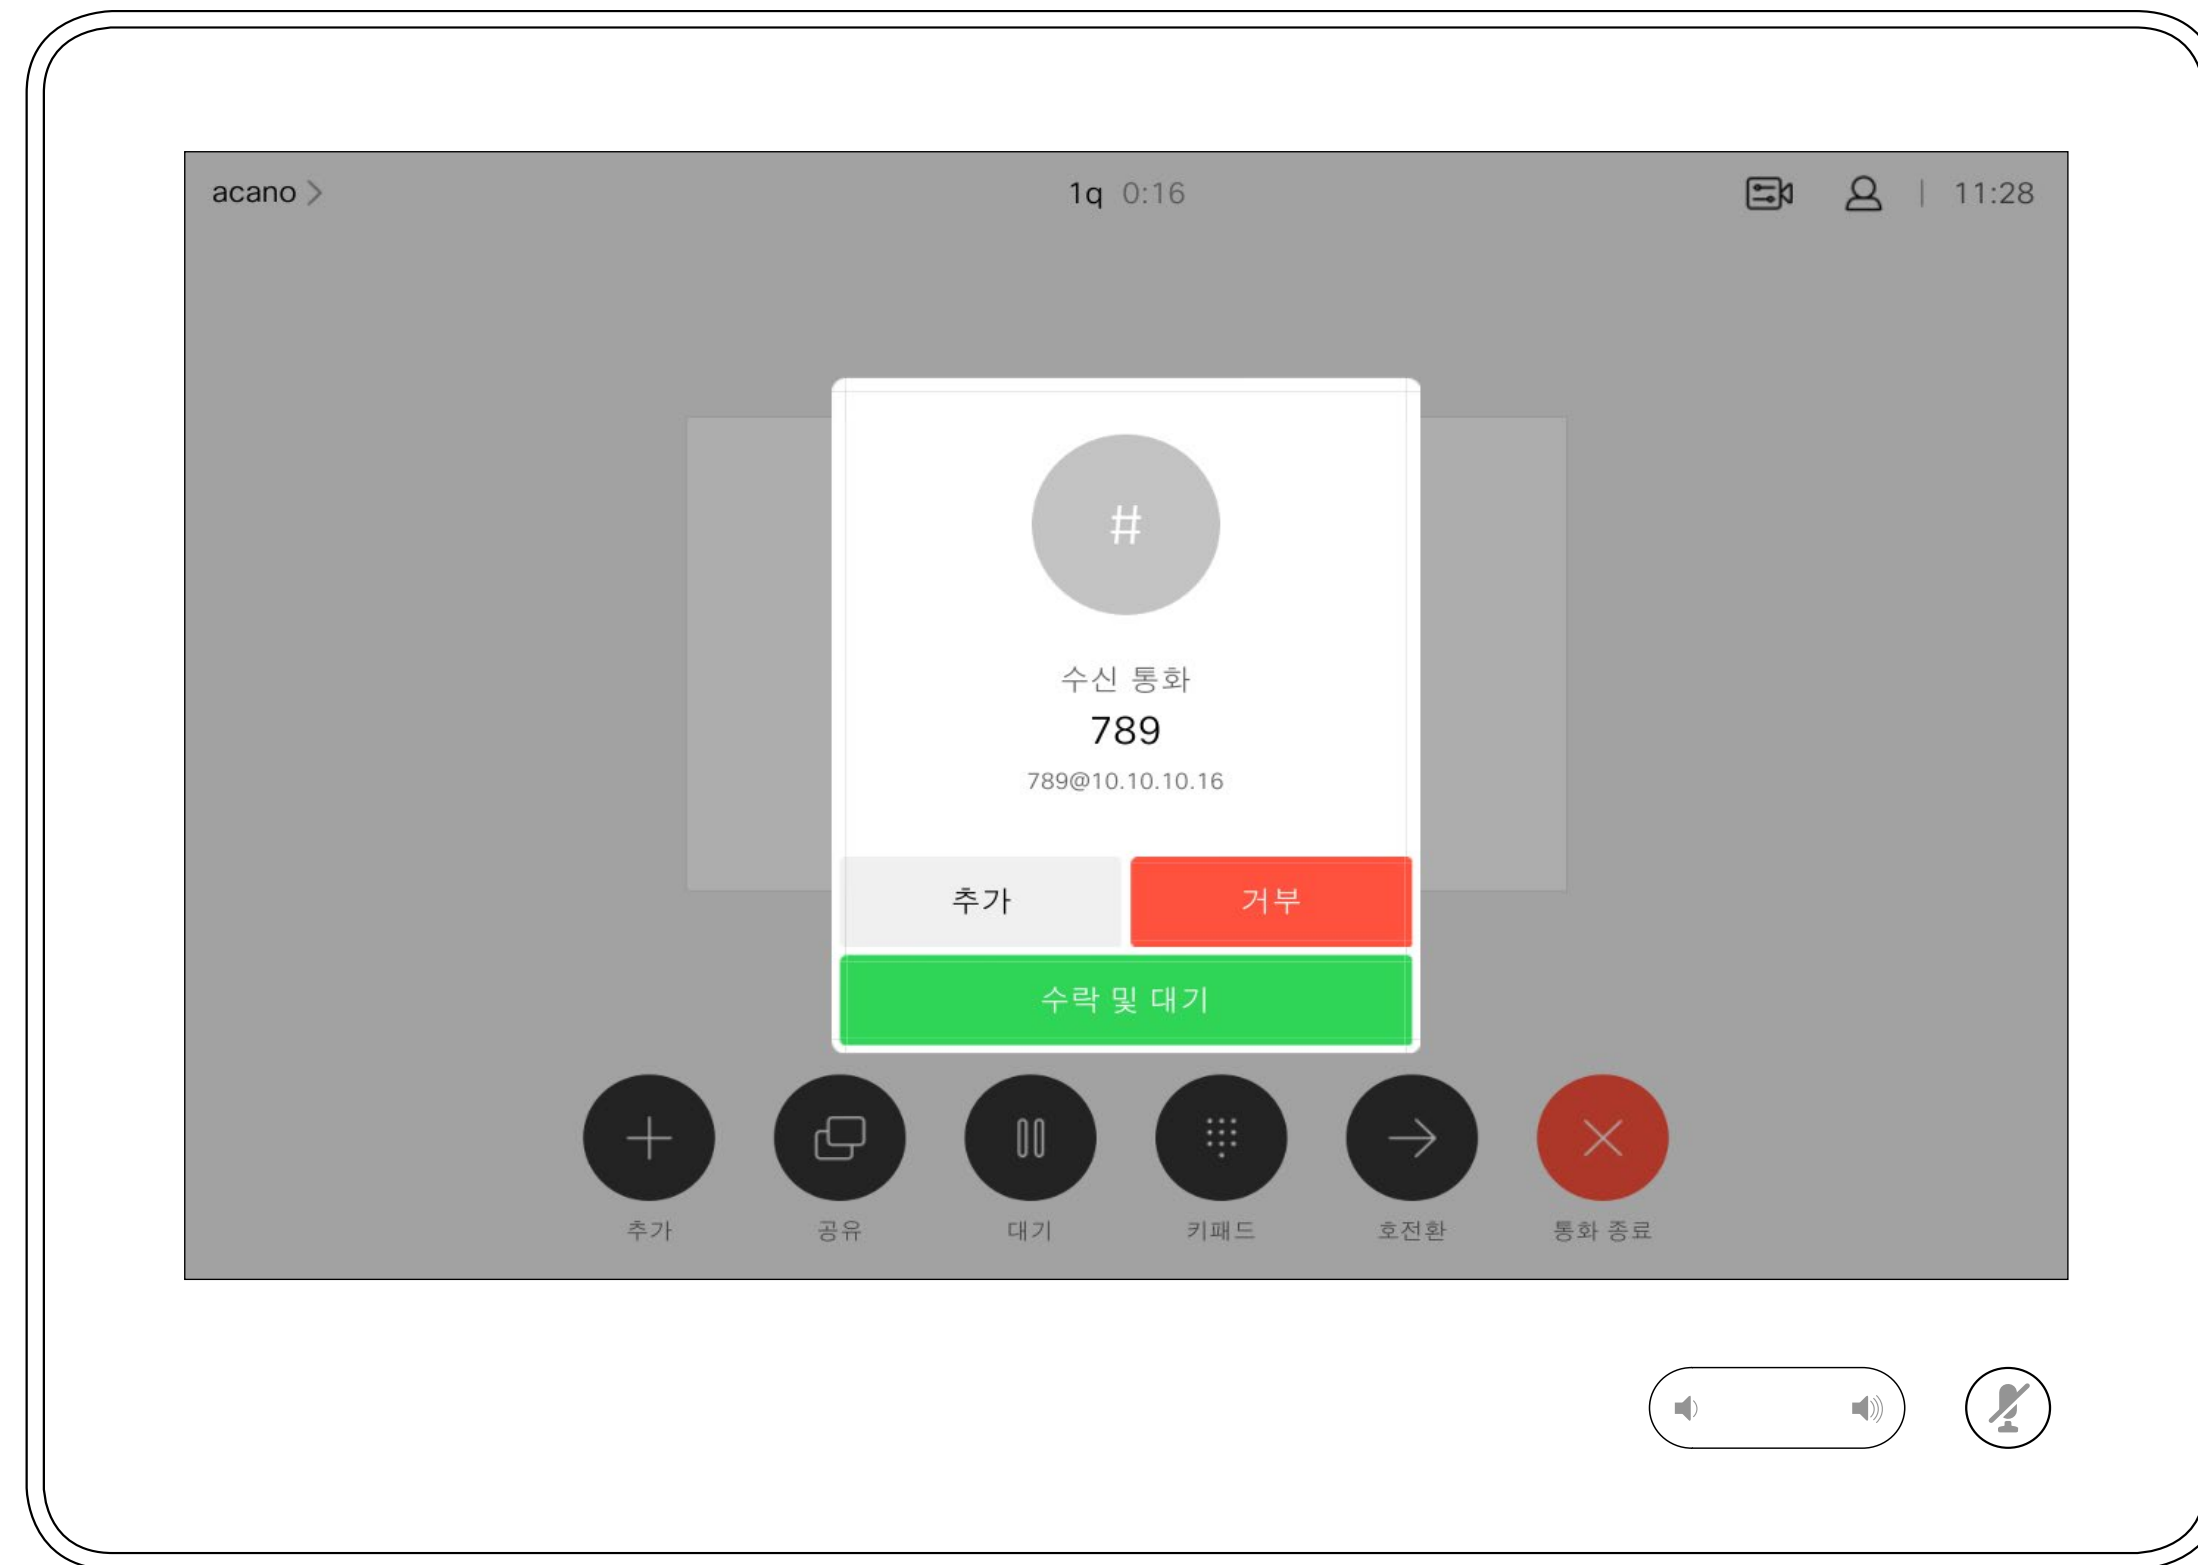 acano
1q 0:16
11:28
#
수신 통화
789
789@10.10.10.16
추가
거부
수락 및 대기
추가
공유
대기
키패드
호전환
통화 종료